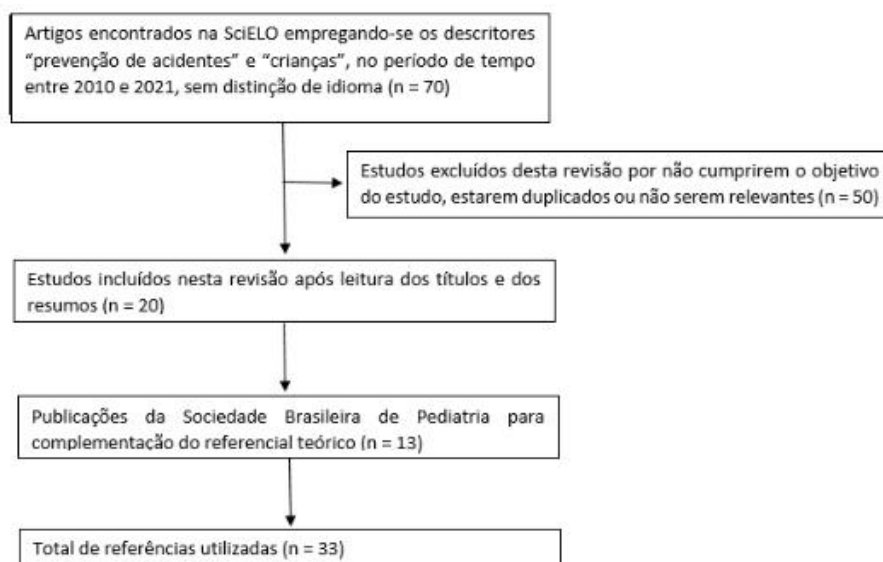 Artigos encontrados na SciELO empregando-se os descritores
“prevenção de acidentes” e “crianças”, no período de tempo
entre 2010 e 2021, sem distinção de idioma (n = 70)
Estudos excluídos desta revisão por não cumprirem o objetivo
do estudo, estarem duplicados ou não serem relevantes (n = 50)
Estudos incluídos nesta revisão após leitura dos títulos e dos
resumos (n = 20)
Publicações da Sociedade Brasileira de Pediatria para
complementação do referencial teórico (n = 13)
Total de referências utilizadas (n = 33)